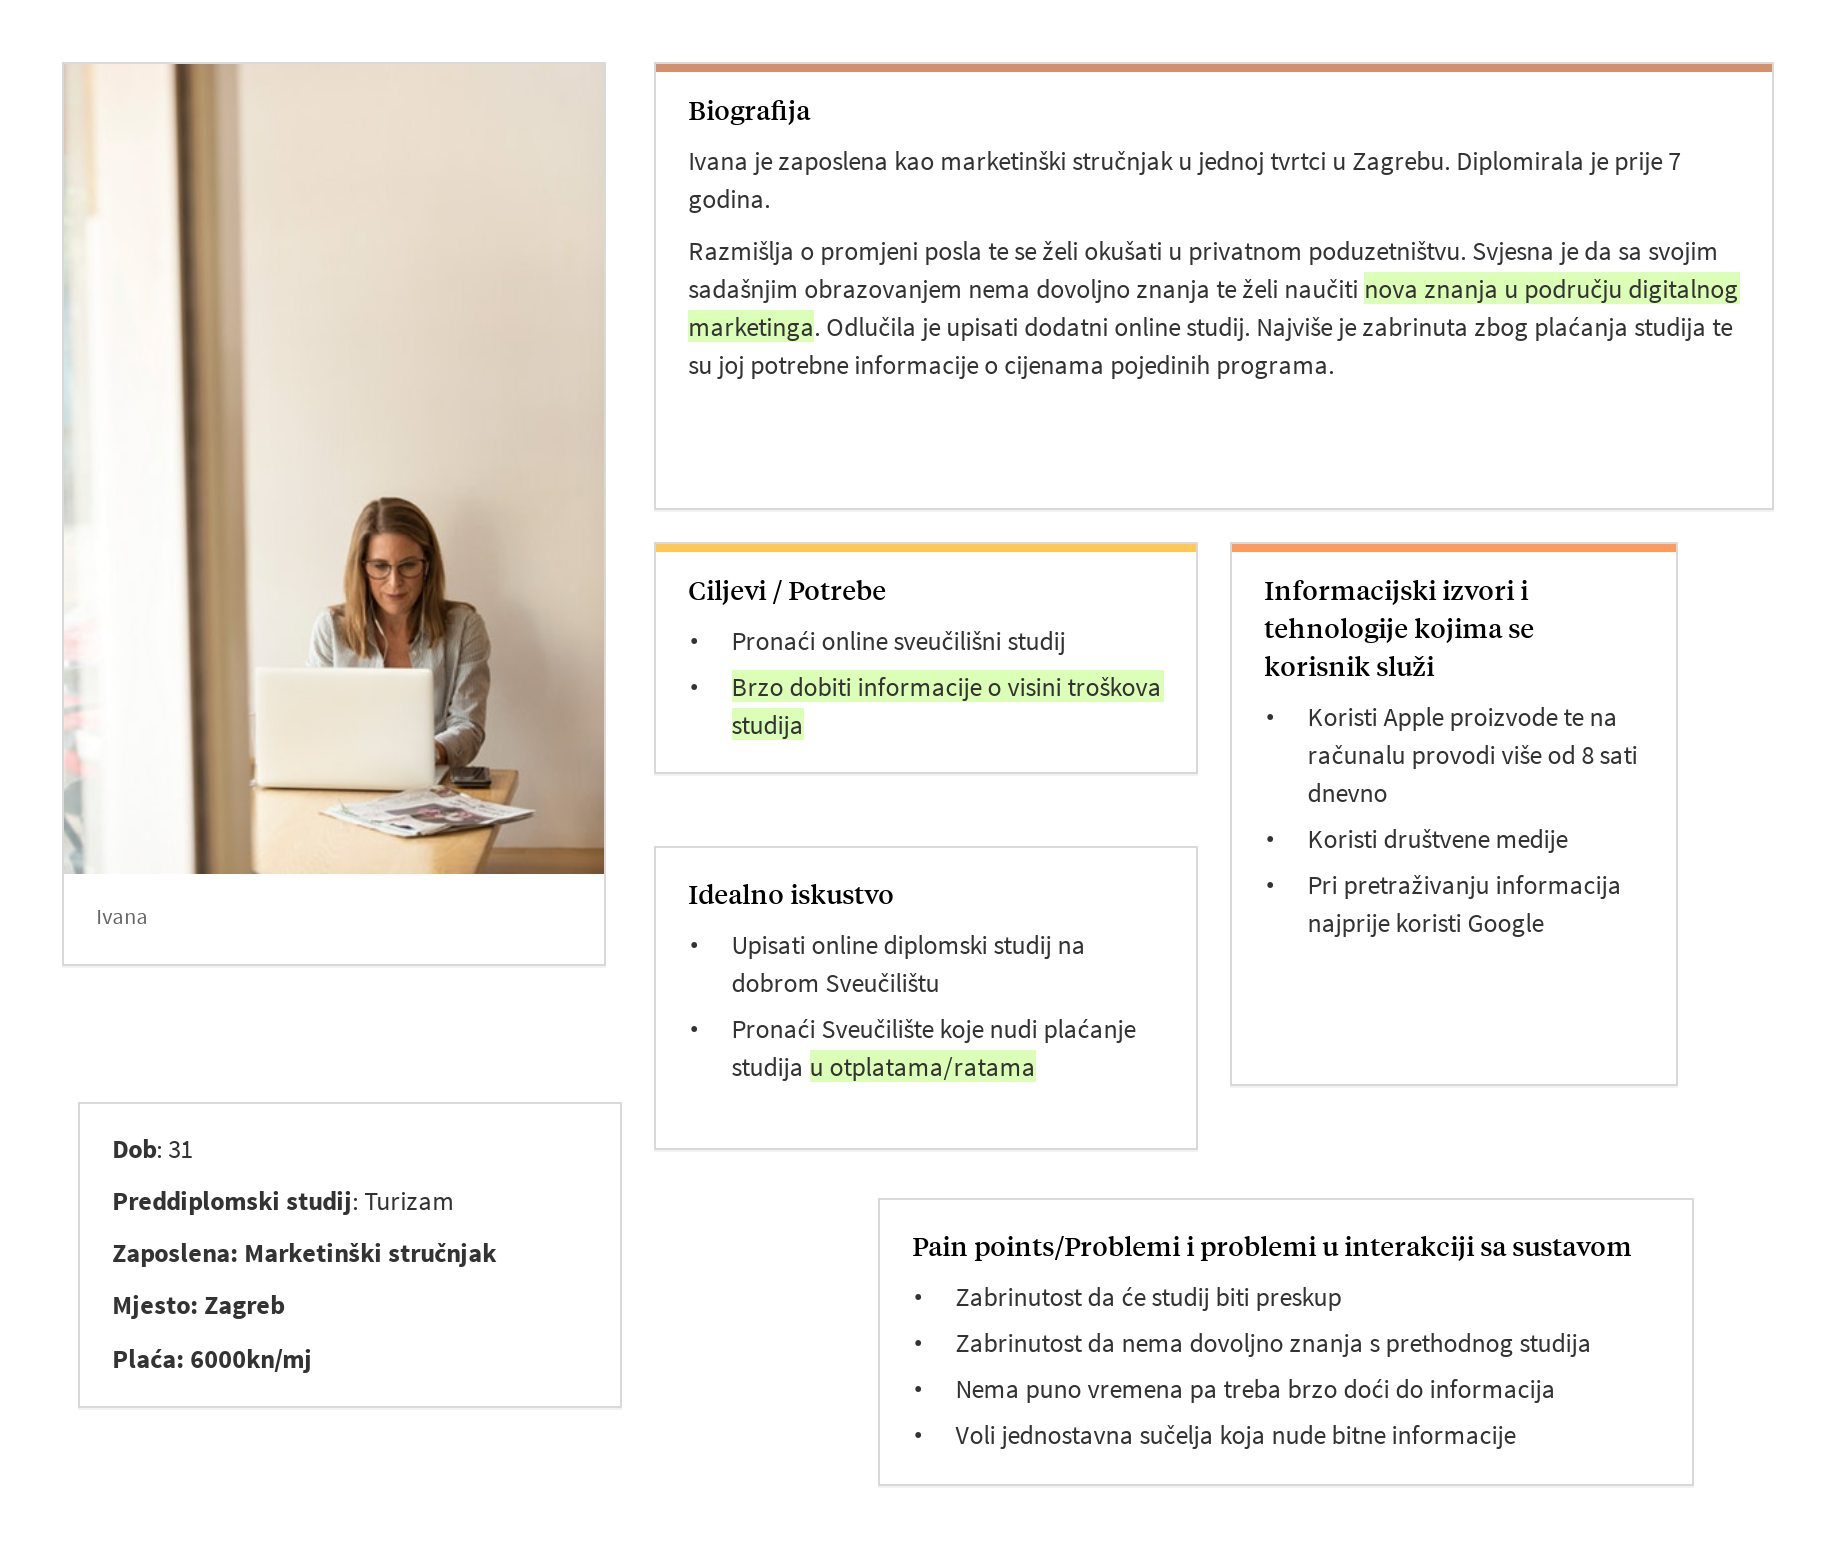 Biografija
Ivana je zaposlena kao marketinški stručnjak u jednoj tvrtci u Zagrebu. Diplomirala je prije 7
godina.
Razmišlja o promjeni posla te se želi okušati u privatnom poduzetništvu. Svjesna je da sa svojim
sadašnjim obrazovanjem nema dovoljno znanja te želi naučiti nova znanja u području digitalnog
marketinga. Odlučila je upisati dodatni online studij. Najviše je zabrinuta zbog plaćanja studija te
su joj potrebne informacije o cijenama pojedinih programa.
Ciljevi / Potrebe
• Pronaći online sveučilišni studij
• Brzo dobiti informacije o visini troškova
studija
Informacijski izvori i
tehnologije kojima se
korisnik služi
• Koristi Apple proizvode te na
računalu provodi više od 8 sati
dnevno
• Koristi društvene medije
• Pri pretraživanju informacija
najprije koristi Google
Idealno iskustvo
• Upisati online diplomski studij na
dobrom Sveučilištu
• Pronaći Sveučilište koje nudi plaćanje
studija u otplatama/ratama
Ivana
Dob: 31
Preddiplomski studij: Turizam
Zaposlena: Marketinški stručnjak
Mjesto: Zagreb
Plaća: 6000kn/mj
Pain points/Problemi i problemi u interakciji sa sustavom
• Zabrinutost da će studij biti preskup
• Zabrinutost da nema dovoljno znanja s prethodnog studija
• Nema puno vremena pa treba brzo doći do informacija
• Voli jednostavna sučelja koja nude bitne informacije